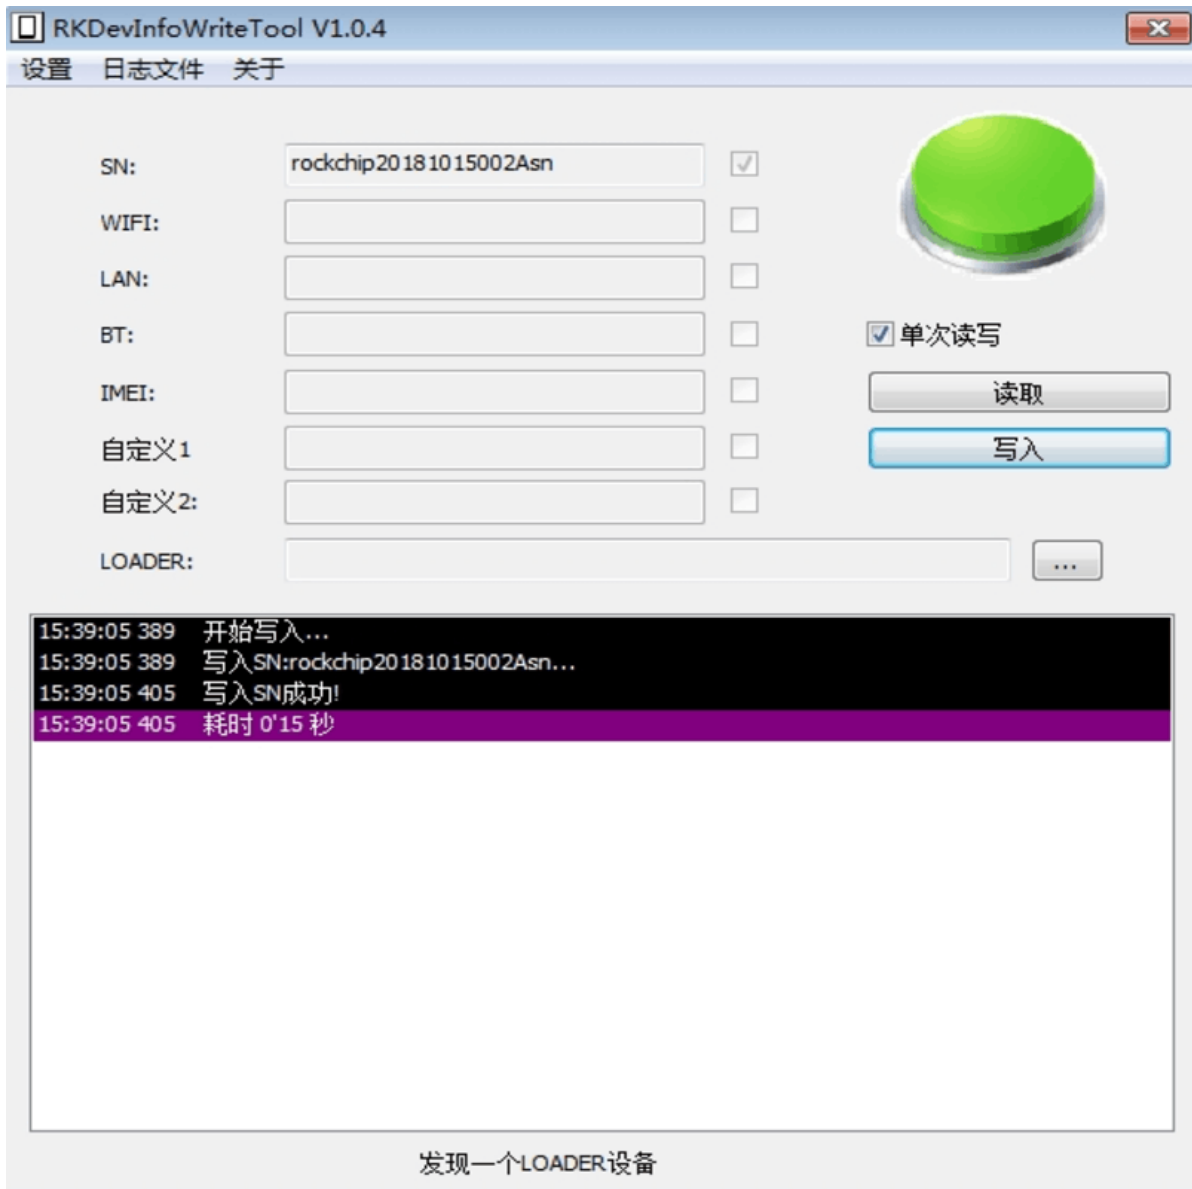 RKDevInfoWriteTool V1.0.4
设置 日志文件 关于
SN: rockchip20181015002Asn
WIFI:
LAN:
BT:
单次读写
IMEI:
读取
自定义1
写入
自定义2:
LOADER: ...
15:39:05 389 开始写入...
15:39:05 389 写入SN:rockchip20181015002Asn...
15:39:05 405 写入SN成功!
15:39:05 405 耗时 0'15 秒
发现一个LOADER设备